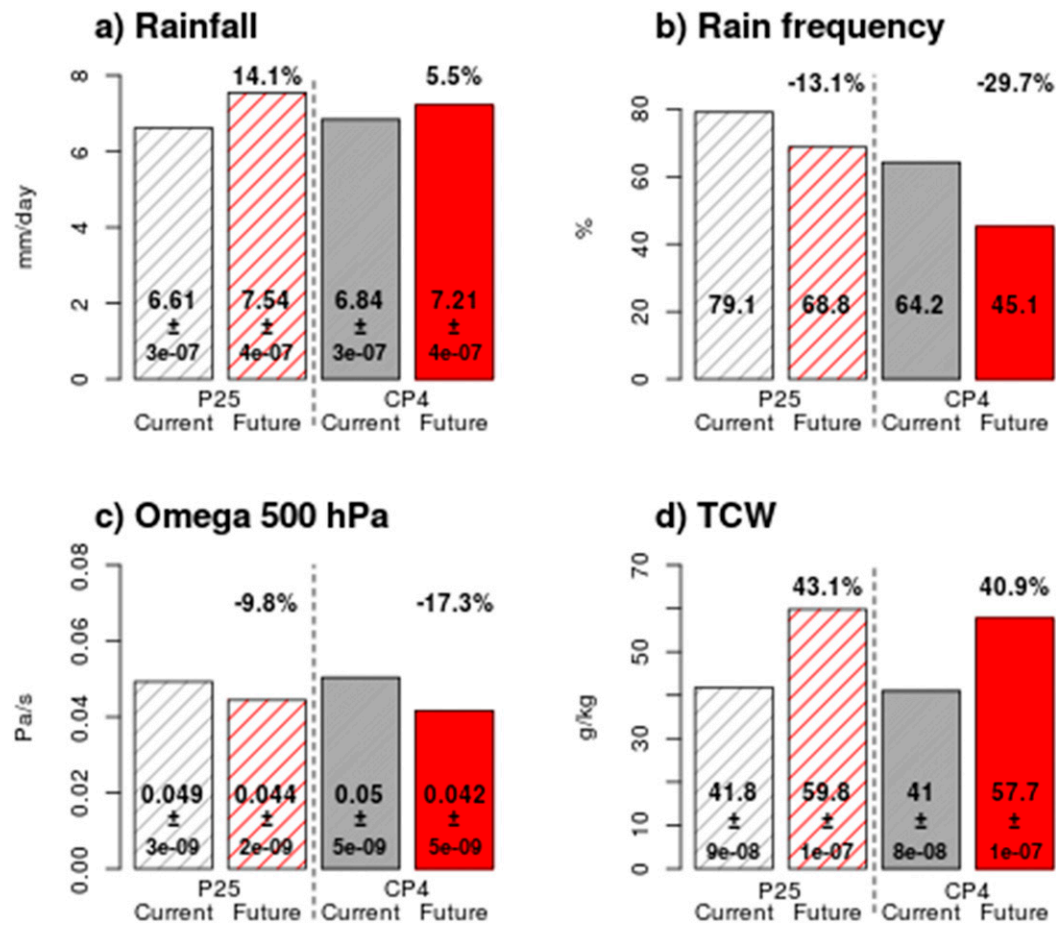 a) Rainfall
14.1%
5.5%
mm/day
8
6
4
2
0
6.61
±
3e-07
7.54
±
4e-07
6.84
±
3e-07
7.21
±
4e-07
P25
CP4
Current Future Current Future
b) Rain frequency
-13.1%
-29.7%
%
80
60
40
20
0
79.1
68.8
64.2
45.1
P25
CP4
Current Future Current Future
c) Omega 500 hPa
-9.8%
-17.3%
Pa/s
0.08
0.06
0.04
0.02
0.00
0.049
±
3e-09
0.044
±
2e-09
0.05
±
5e-09
0.042
±
5e-09
P25
CP4
Current Future Current Future
d) TCW
43.1%
40.9%
g/kg
70
50
30
10
0
41.8
±
9e-08
59.8
±
1e-07
41
±
8e-08
57.7
±
1e-07
P25
CP4
Current Future Current Future